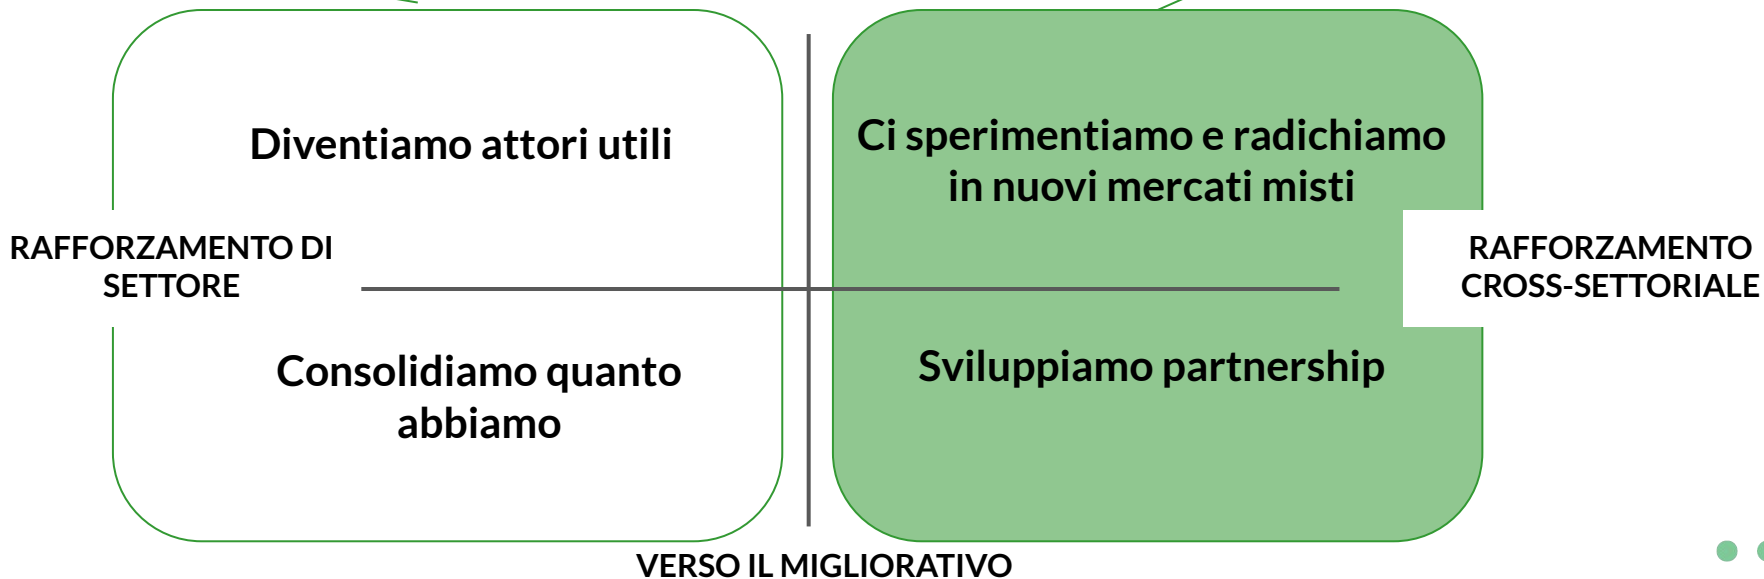 Diventiamo attori utili
Ci sperimentiamo e radichiamo
in nuovi mercati misti
RAFFORZAMENTO DI
SETTORE
RAFFORZAMENTO
CROSS-SETTORIALE
Consolidiamo quanto
abbiamo
Sviluppiamo partnership
VERSO IL MIGLIORATIVO